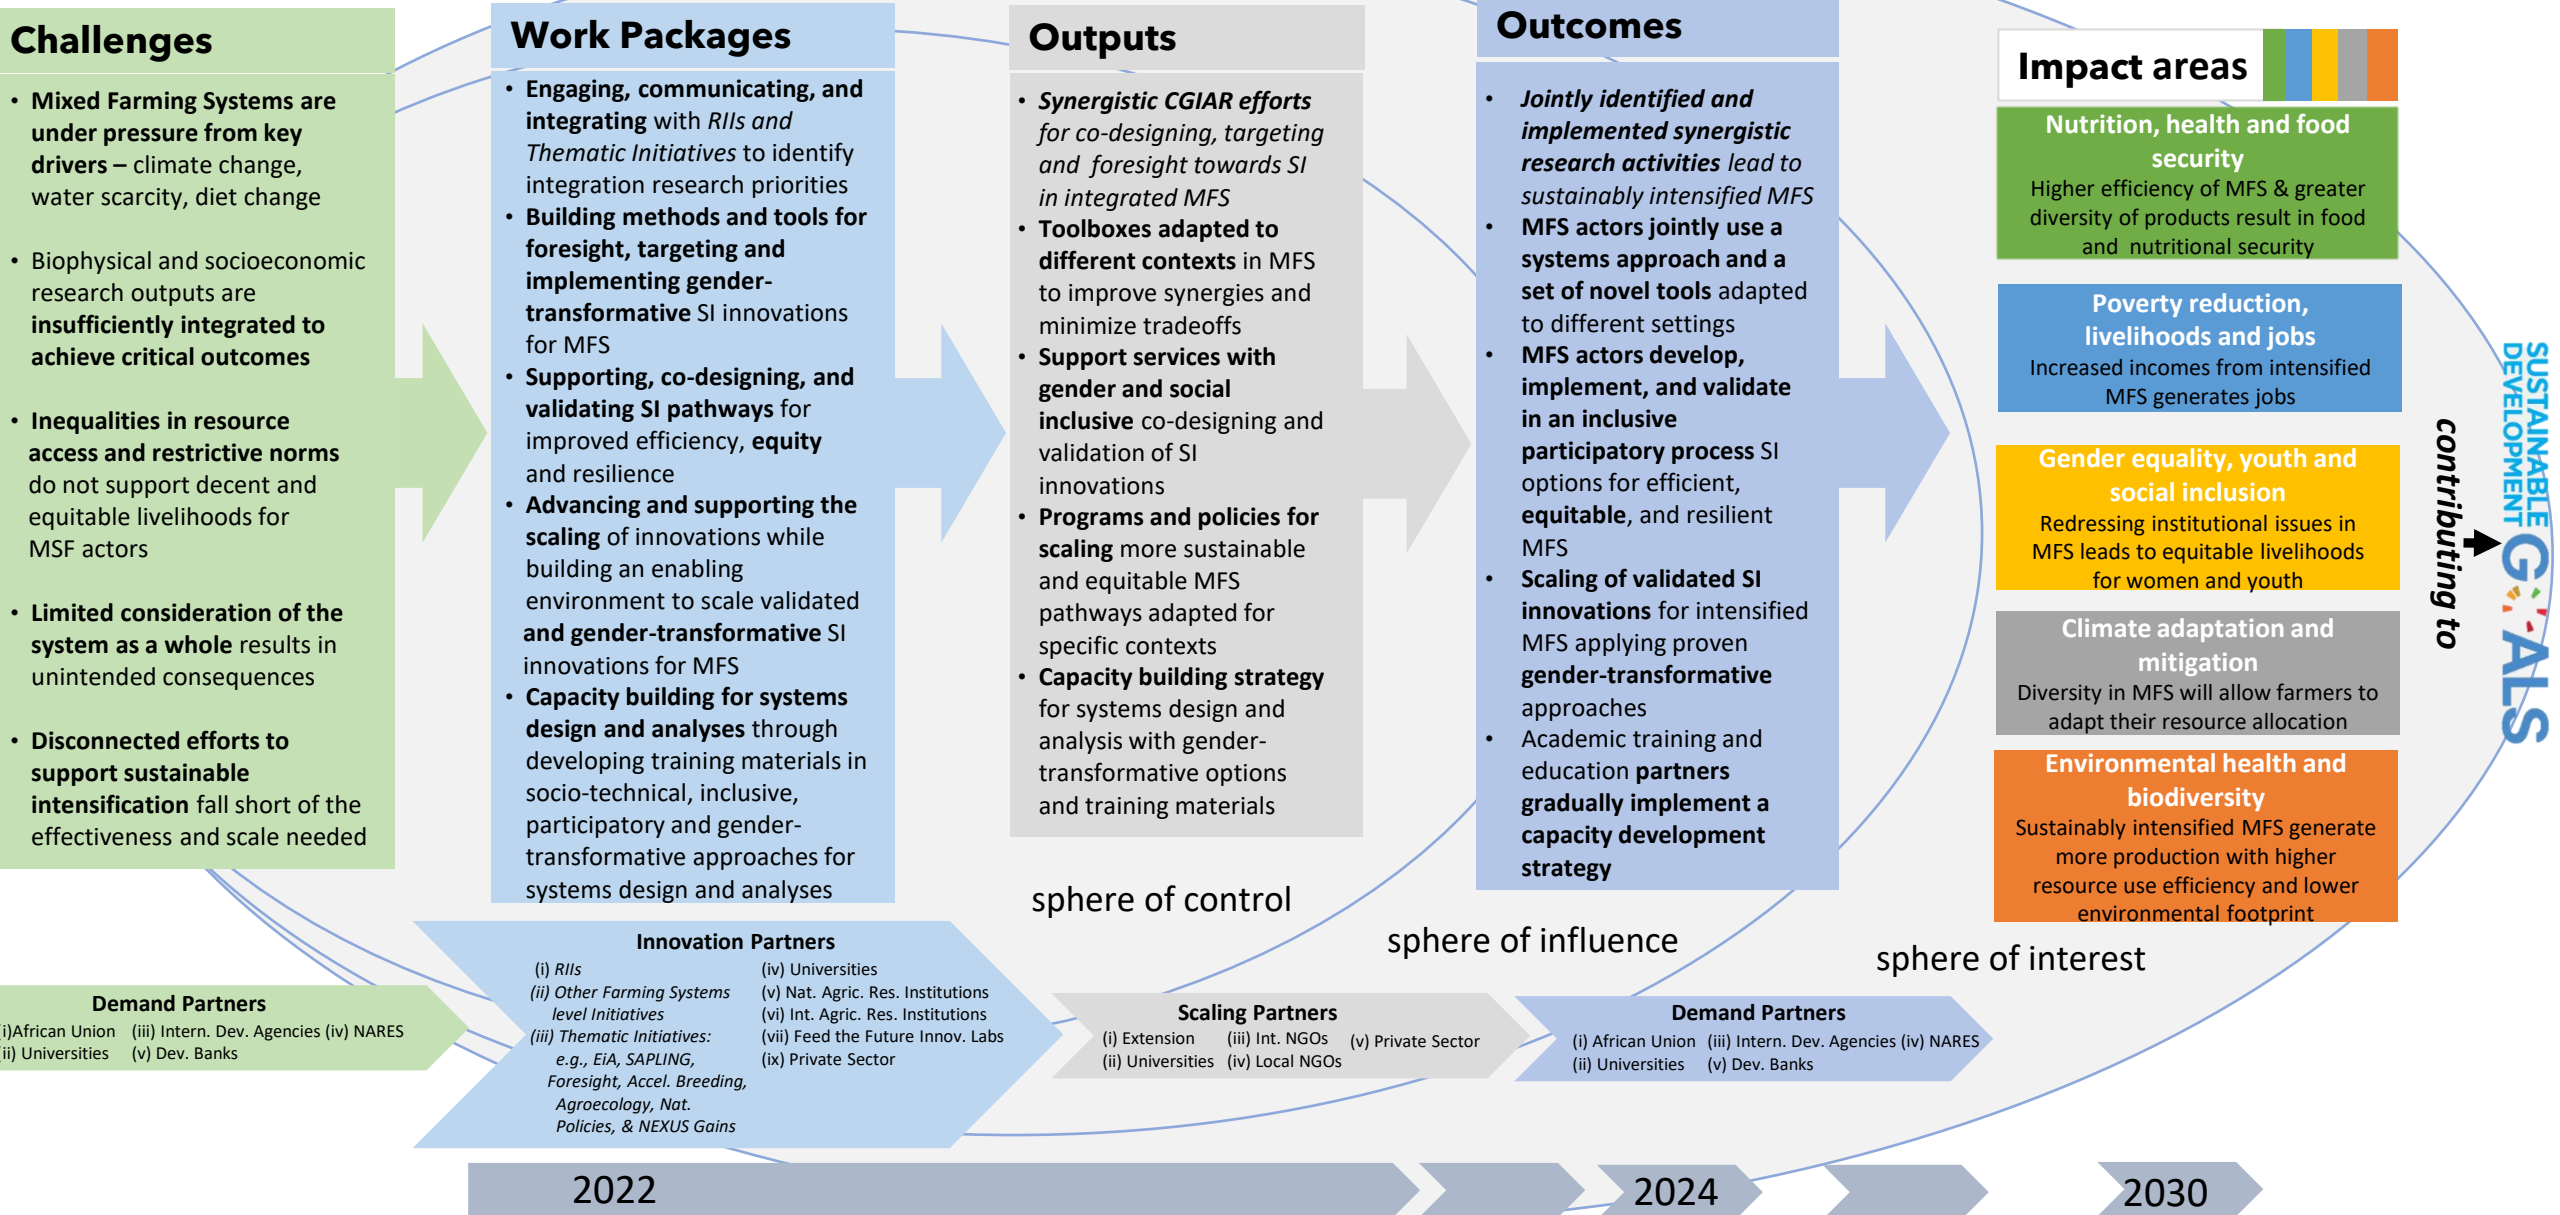 Challenges
• Mixed Farming Systems are
under pressure from key
drivers – climate change,
water scarcity, diet change
• Biophysical and socioeconomic
research outputs are
insufficiently integrated to
achieve critical outcomes
• Inequalities in resource
access and restrictive norms
do not support decent and
equitable livelihoods for
MSF actors
• Limited consideration of the
system as a whole results in
unintended consequences
• Disconnected efforts to
support sustainable
intensification fall short of the
effectiveness and scale needed
Work Packages
• Engaging, communicating, and
integrating with RIIs and
Thematic Initiatives to identify
integration research priorities
• Building methods and tools for
foresight, targeting and
implementing gender-
transformative SI innovations
for MFS
• Supporting, co-designing, and
validating SI pathways for
improved efficiency, equity
and resilience
• Advancing and supporting the
scaling of innovations while
building an enabling
environment to scale validated
and gender-transformative SI
innovations for MFS
• Capacity building for systems
design and analyses through
developing training materials in
socio-technical, inclusive,
participatory and gender-
transformative approaches for
systems design and analyses
Outputs
• Synergistic CGIAR efforts
for co-designing, targeting
and foresight towards SI
in integrated MFS
• Toolboxes adapted to
different contexts in MFS
to improve synergies and
minimize tradeoffs
• Support services with
gender and social
inclusive co-designing and
validation of SI
innovations
• Programs and policies for
scaling more sustainable
and equitable MFS
pathways adapted for
specific contexts
• Capacity building strategy
for systems design and
analysis with gender-
transformative options
and training materials
Outcomes
• Jointly identified and
implemented synergistic
research activities lead to
sustainably intensified MFS
• MFS actors jointly use a
systems approach and a
set of novel tools adapted
to different settings
• MFS actors develop,
implement, and validate
in an inclusive
participatory process SI
options for efficient,
equitable, and resilient
MFS
• Scaling of validated SI
innovations for intensified
MFS applying proven
gender-transformative
approaches
• Academic training and
education partners
gradually implement a
capacity development
strategy
Impact areas
Nutrition, health and food
security
Higher efficiency of MFS & greater
diversity of products result in food
and nutritional security
Poverty reduction,
livelihoods and jobs
Increased incomes from intensified
MFS generates jobs
Gender equality, youth and
social inclusion
Redressing institutional issues in
MFS leads to equitable livelihoods
for women and youth
Climate adaptation and
mitigation
Diversity in MFS will allow farmers to
adapt their resource allocation
Environmental health and
biodiversity
Sustainably intensified MFS generate
more production with higher
resource use efficiency and lower
environmental footprint
contributing to
SUSTAINABLE
DEVELOPMENT
GOALS
sphere of control
sphere of influence
sphere of interest
Demand Partners
(i)African Union (iii) Intern. Dev. Agencies (iv) NARES
(ii) Universities (v) Dev. Banks
Innovation Partners
(i) RIIs
(ii) Other Farming Systems
level Initiatives
(iii) Thematic Initiatives:
e.g., EiA, SAPLING,
Foresight, Accel. Breeding,
Agroecology, Nat.
Policies, & NEXUS Gains
(iv) Universities
(v) Nat. Agric. Res. Institutions
(vi) Int. Agric. Res. Institutions
(vii) Feed the Future Innov. Labs
(ix) Private Sector
Scaling Partners
(i) Extension (iii) Int. NGOs (v) Private Sector
(ii) Universities (iv) Local NGOs
Demand Partners
(i) African Union (iii) Intern. Dev. Agencies (iv) NARES
(ii) Universities (v) Dev. Banks
2022
2024
2030